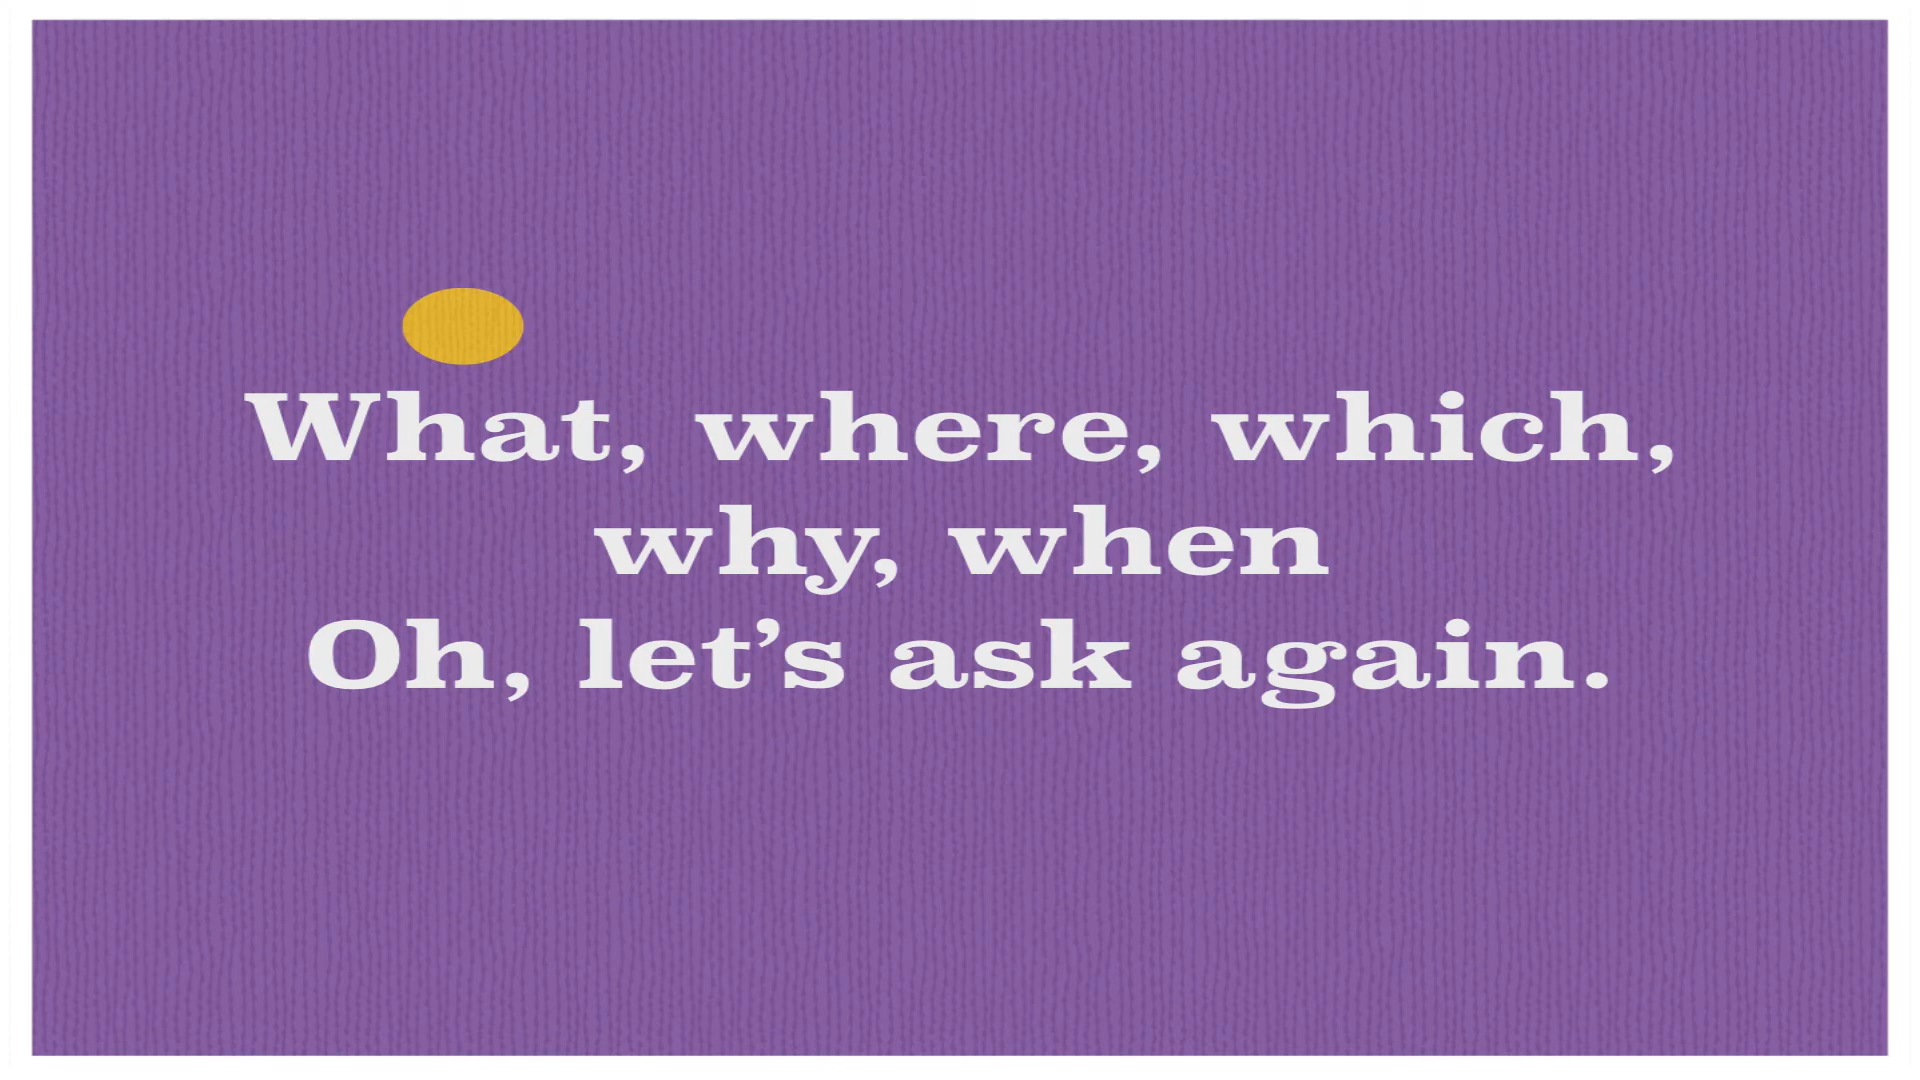 What, where, which,
why, when
Oh, let’s ask again.